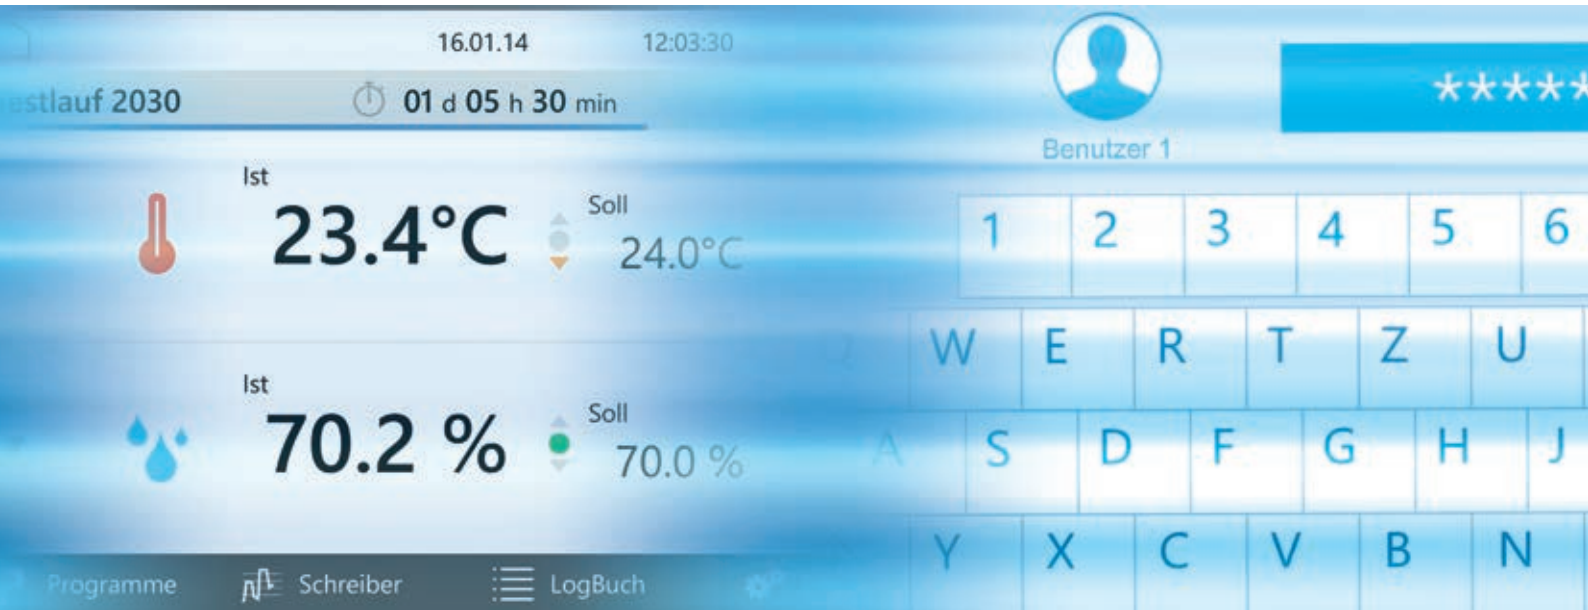 16.01.14 12:03:30
estlauf 2030 01 d 05 h 30 min
Ist
23.4°C
Soll
24.0°C
Ist
70.2 %
Soll
70.0 %
Programme Schreiber LogBuch
*****
Benutzer 1
1 2 3 4 5 6
Q W E R T Z U
A S D F G H J
Y X C V B N